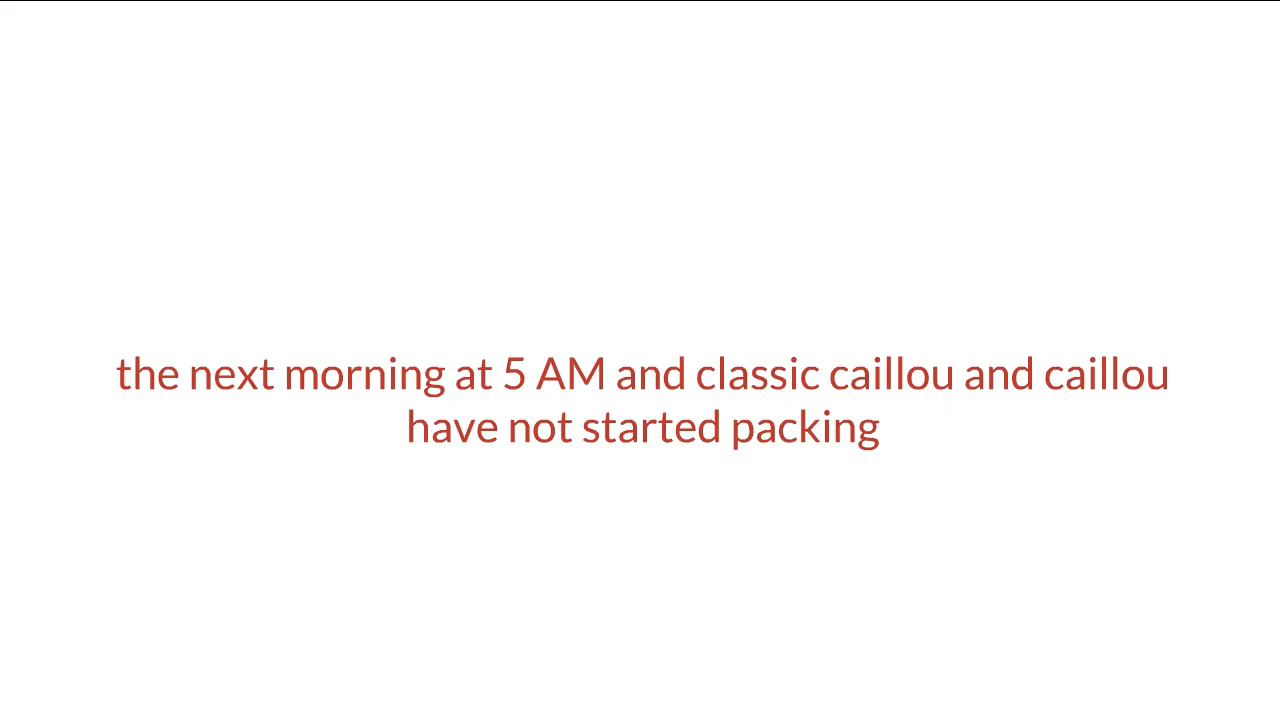 the next morning at 5 AM and classic caillou and caillou
have not started packing